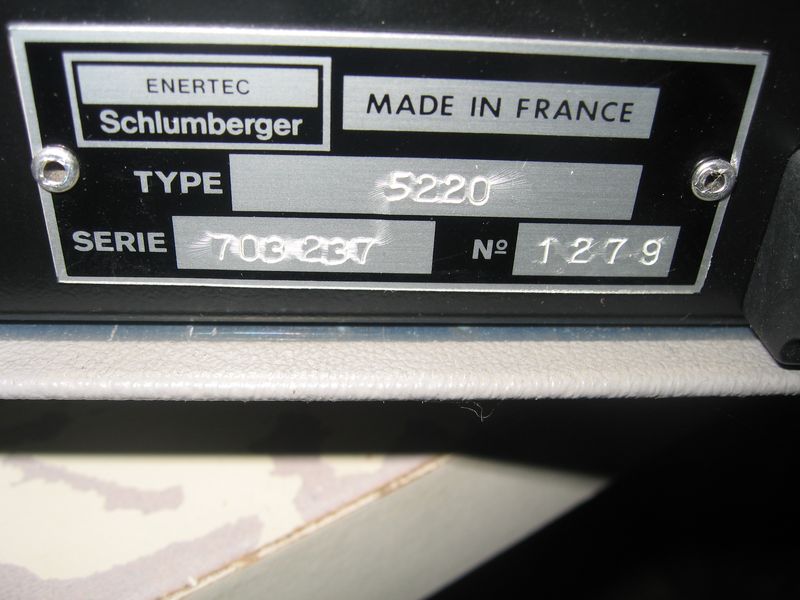 ENERTEC
Schlumberger
MADE IN FRANCE
TYPE 5220
SERIE 703 237 Nº 1279